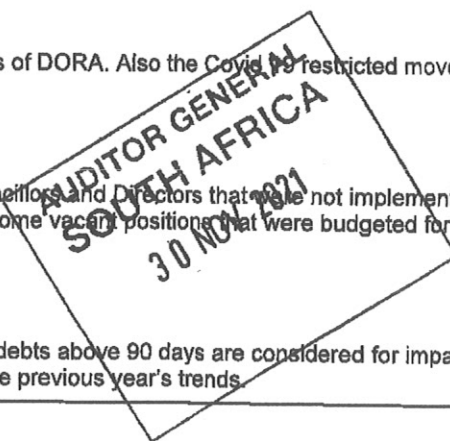 s of DORA. Also the Covid 19 restricted move
AUDITOR GENERAL
SOUTH AFRICA
30 NOV 2021
cillors and Directors that were not implement
ome vacant positions that were budgeted for
debts above 90 days are considered for impa
e previous year's trends.